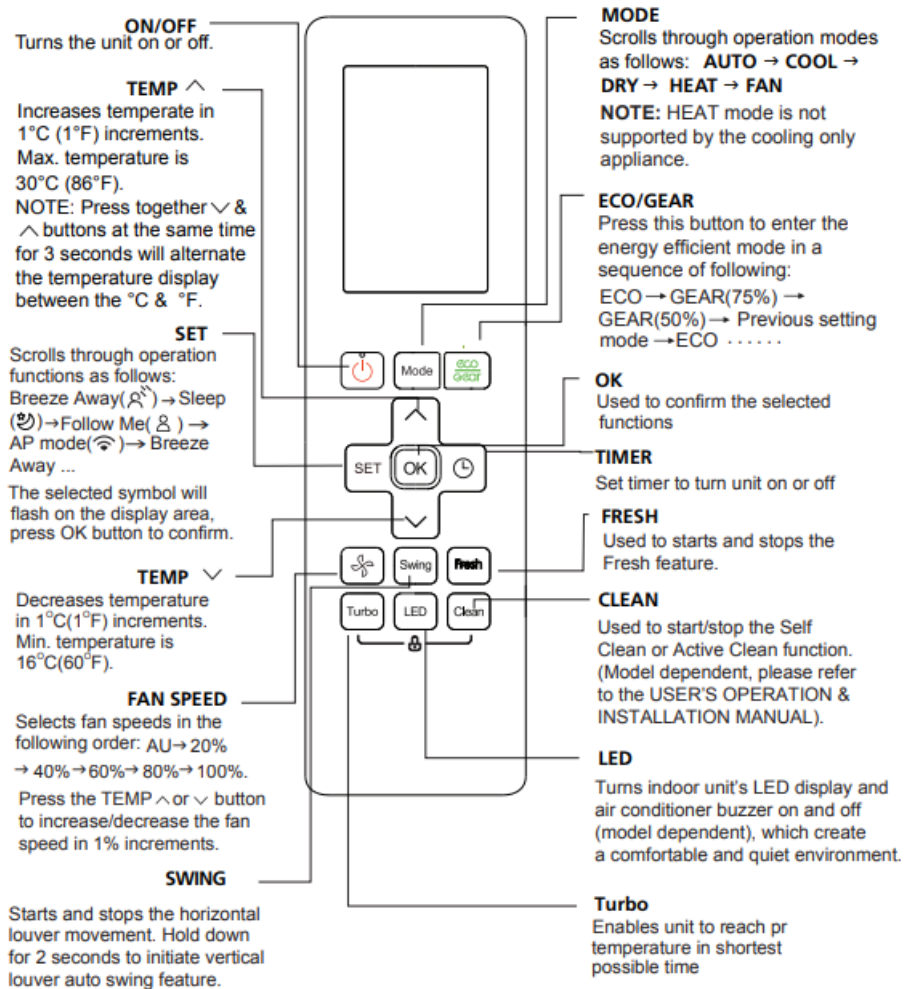 ON/OFF
Turns the unit on or off.
TEMP ^
Increases temperate in
1°C (1°F) increments.
Max. temperature is
30°C (86°F).
NOTE: Press together ∨ &
∧ buttons at the same time
for 3 seconds will alternate
the temperature display
between the °C & °F.
SET
Scrolls through operation
functions as follows:
Breeze Away( ) → Sleep
( )→Follow Me( ) →
AP mode( )→ Breeze
Away ...
The selected symbol will
flash on the display area,
press OK button to confirm.
TEMP ∨
Decreases temperature
in 1°C(1°F) increments.
Min. temperature is
16°C(60°F).
FAN SPEED
Selects fan speeds in the
following order: AU→ 20%
→ 40%→60%→ 80%→100%.
Press the TEMP ∧ or ∨ button
to increase/decrease the fan
speed in 1% increments.
SWING
Starts and stops the horizontal
louver movement. Hold down
for 2 seconds to initiate vertical
louver auto swing feature.
Mode
eco
Gear
SET
OK
Swing
Fresh
Turbo
LED
Clean
MODE
Scrolls through operation modes
as follows: AUTO → COOL →
DRY → HEAT → FAN
NOTE: HEAT mode is not
supported by the cooling only
appliance.
ECO/GEAR
Press this button to enter the
energy efficient mode in a
sequence of following:
ECO → GEAR(75%) →
GEAR(50%)→ Previous setting
mode →ECO · · · · · ·
OK
Used to confirm the selected
functions
TIMER
Set timer to turn unit on or off
FRESH
Used to starts and stops the
Fresh feature.
CLEAN
Used to start/stop the Self
Clean or Active Clean function.
(Model dependent, please refer
to the USER'S OPERATION &
INSTALLATION MANUAL).
LED
Turns indoor unit's LED display and
air conditioner buzzer on and off
(model dependent), which create
a comfortable and quiet environment.
Turbo
Enables unit to reach pr
temperature in shortest
possible time